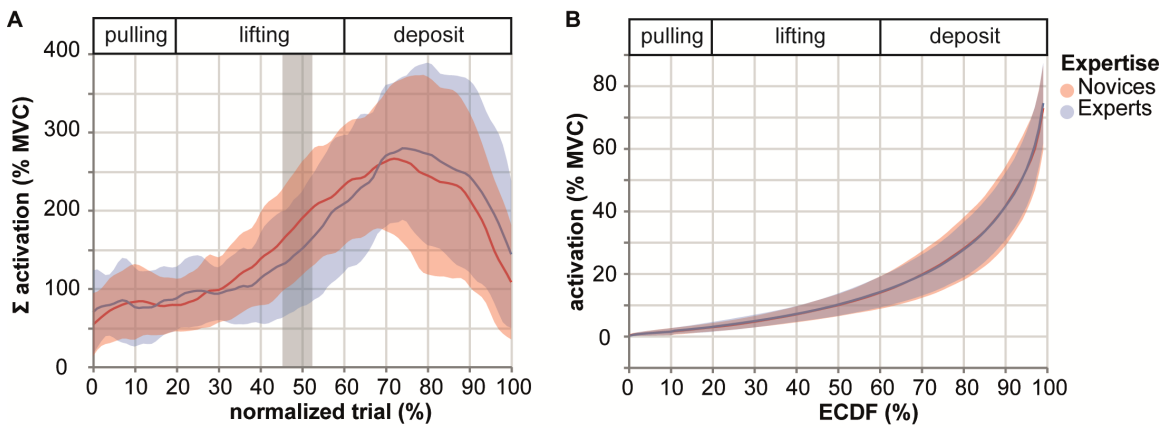 A
pulling lifting deposit
400
300
200
100
0
Σ activation (% MVC)
0 10 20 30 40 50 60 70 80 90 100
normalized trial (%)
B
pulling lifting deposit
80
60
40
20
0
activation (% MVC)
0 10 20 30 40 50 60 70 80 90 100
ECDF (%)
Expertise
Novices
Experts